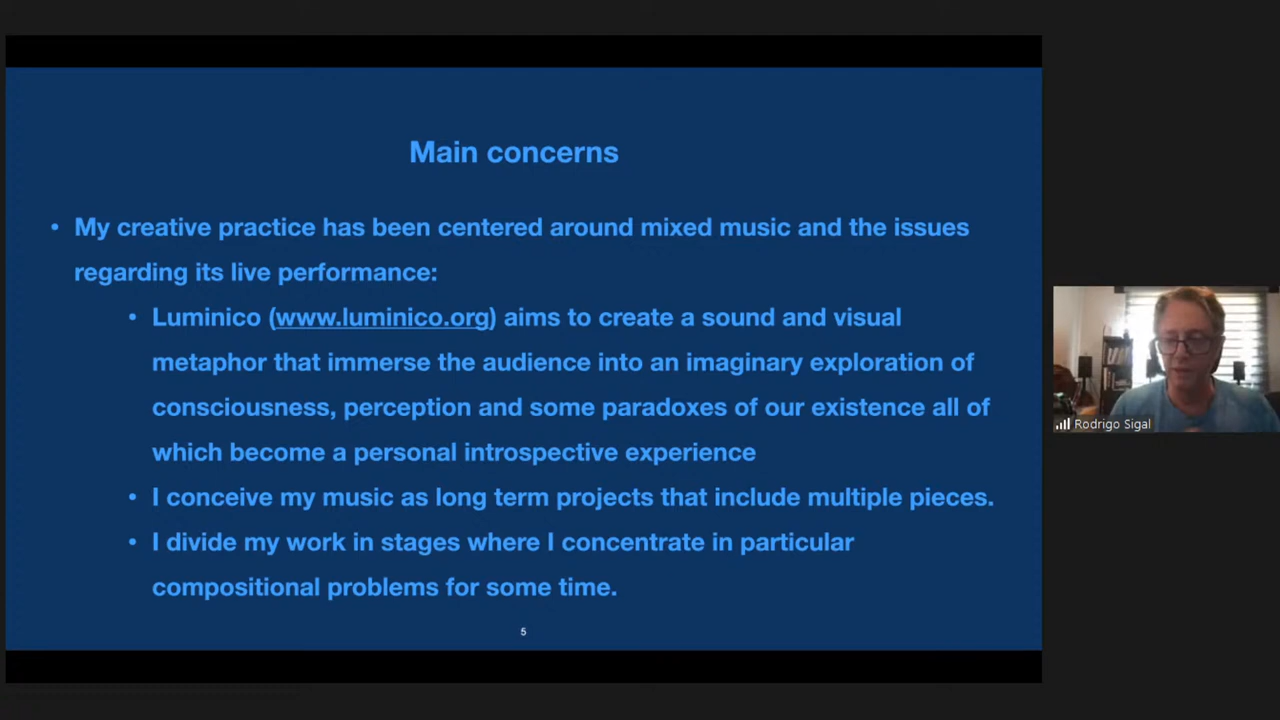 Main concerns
• My creative practice has been centered around mixed music and the issues
regarding its live performance:
• Luminico (www.luminico.org) aims to create a sound and visual
metaphor that immerse the audience into an imaginary exploration of
consciousness, perception and some paradoxes of our existence all of
which become a personal introspective experience
• I conceive my music as long term projects that include multiple pieces.
• I divide my work in stages where I concentrate in particular
compositional problems for some time.
5
Rodrigo Sigal